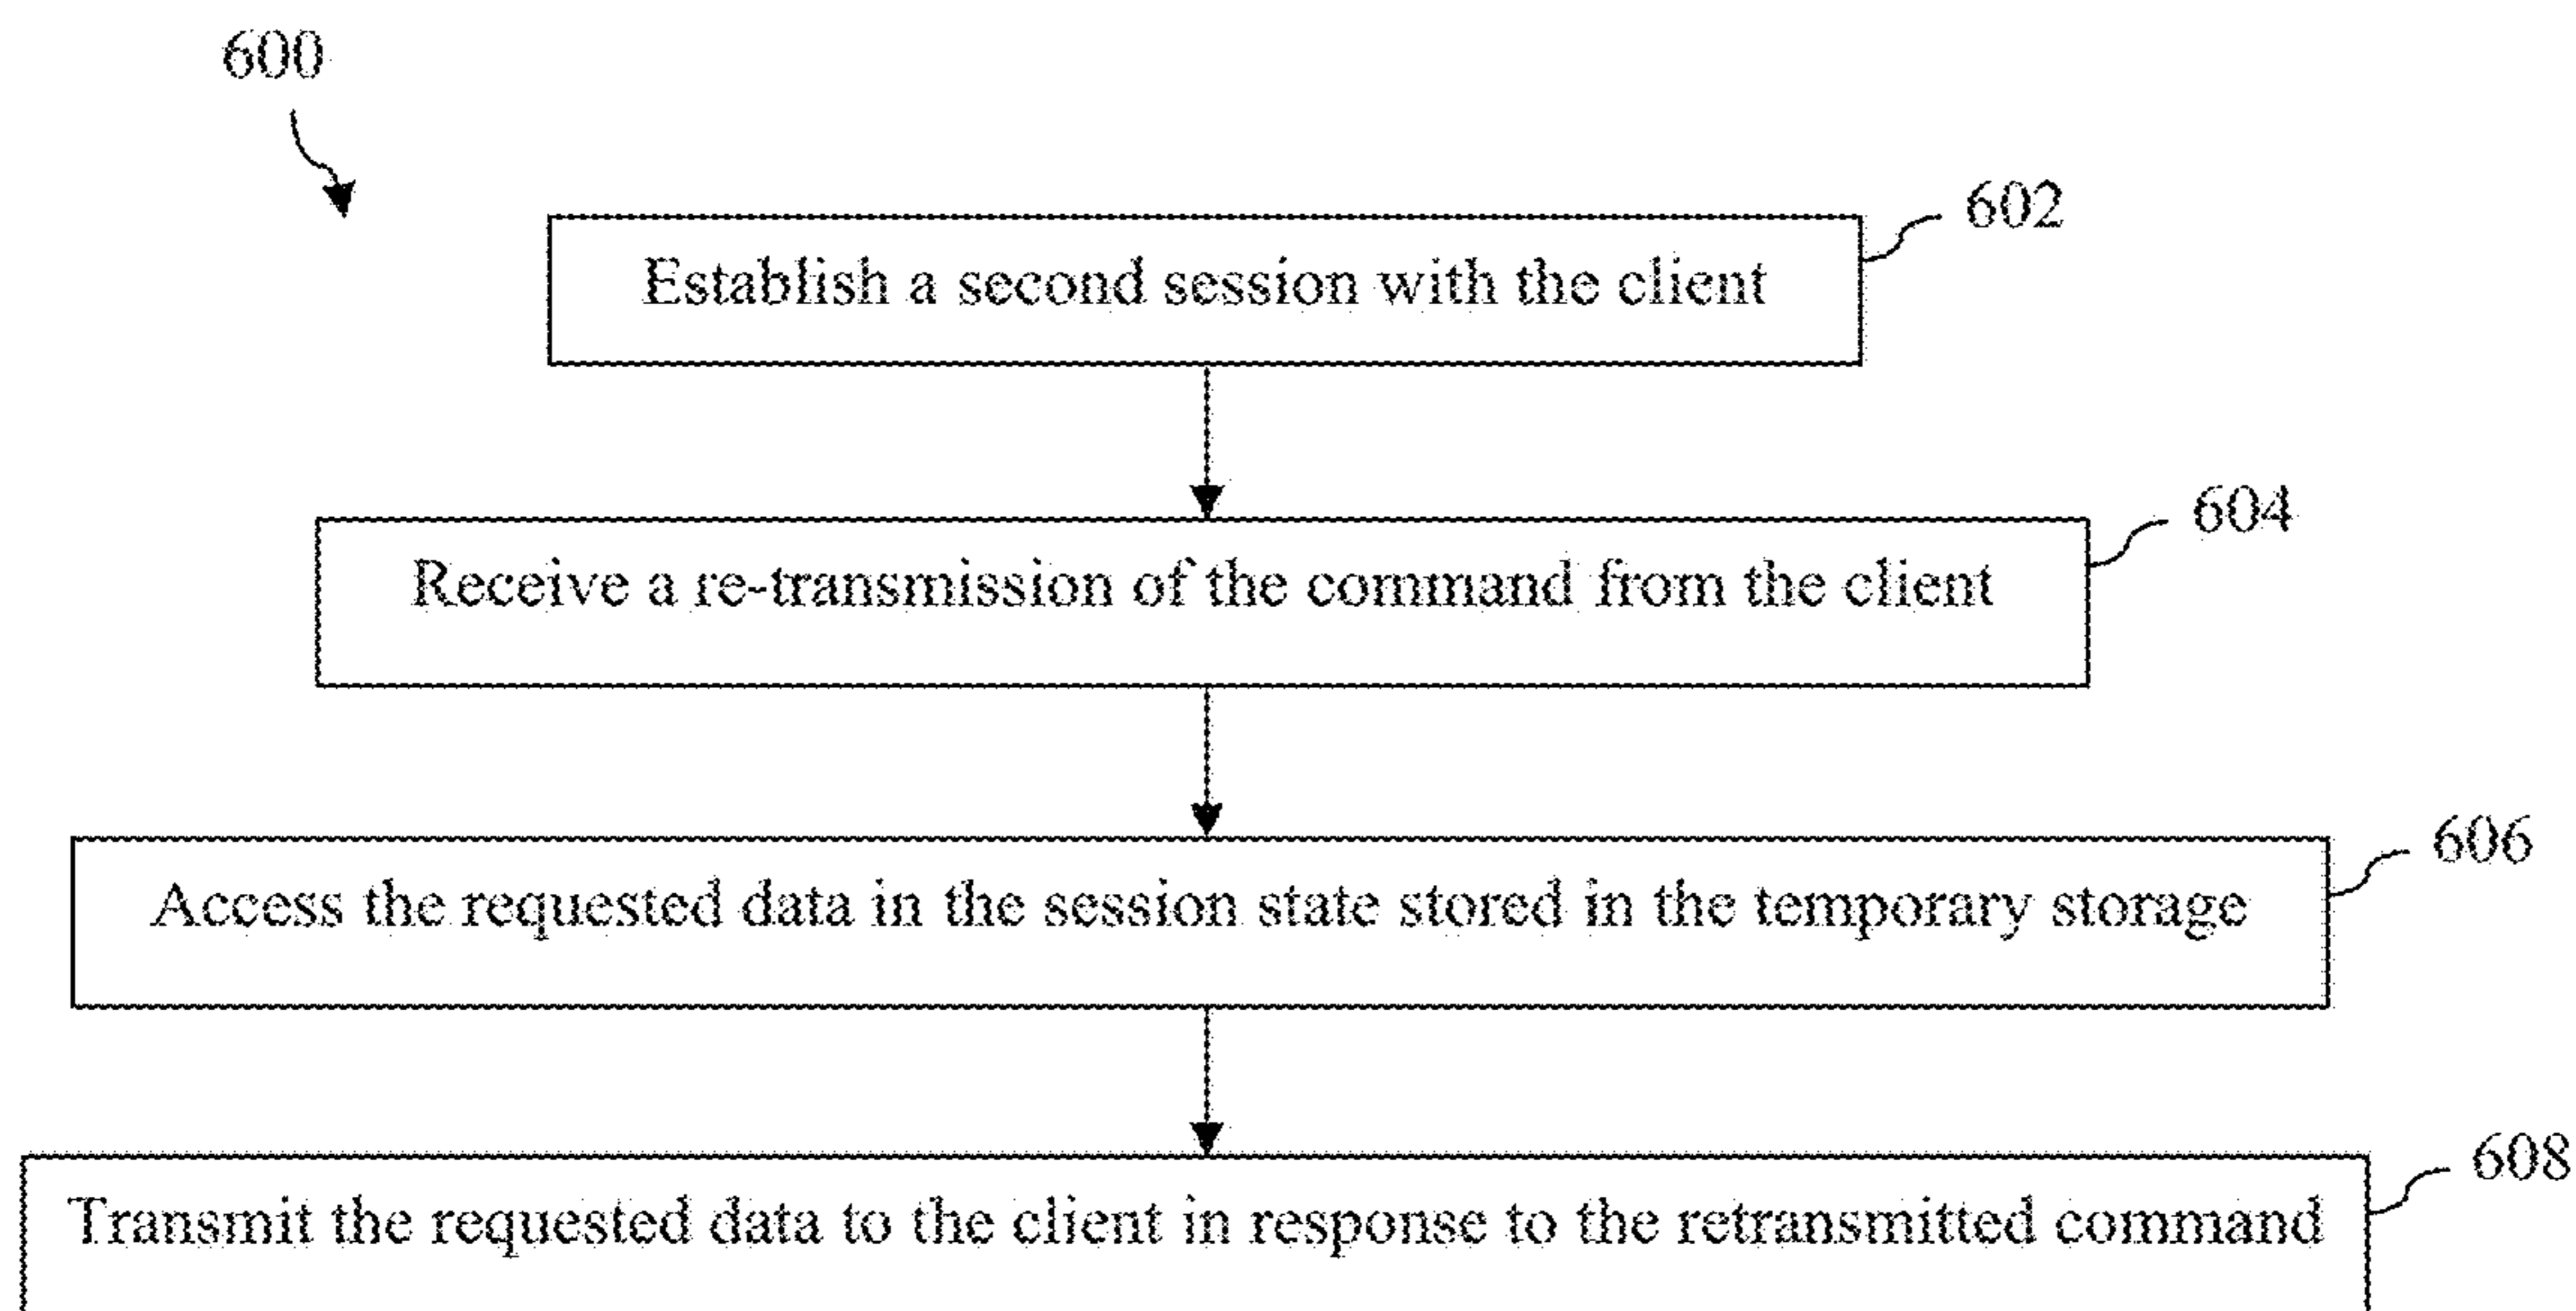 600
602
Establish a second session with the client
604
Receive a re-transmission of the command from the client
606
Access the requested data in the session state stored in the temporary storage
608
Transmit the requested data to the client in response to the retransmitted command